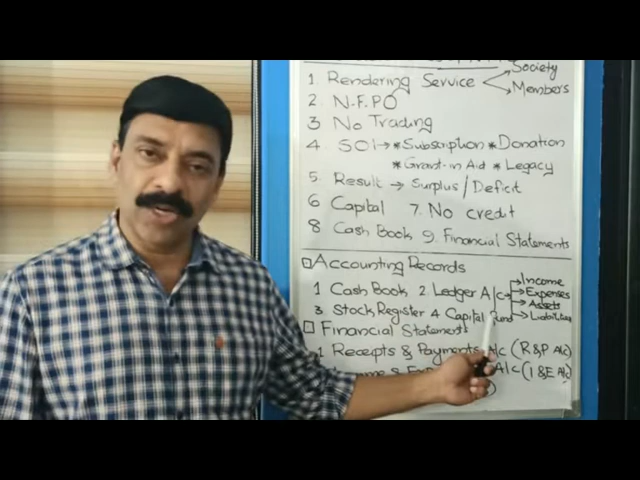 Society
1. Rendering Service
Members
2. N.F.P.O
3 No Trading
4 SOI → * Subscription * Donation
* Grant-in Aid * Legacy
5 Result → Surplus / Deficit
6 Capital 7. No credit
8 Cash Book 9. Financial Statements
Accounting Records
1 Cash Book 2. Ledger A/c → Income
→ Expenses
→ Assets
→ Liabilities
3 Stock Register 4 Capital Fund
Financial Statements
1 Receipts & Payments A/c (R&P A/c)
A/c (I & E A/c)